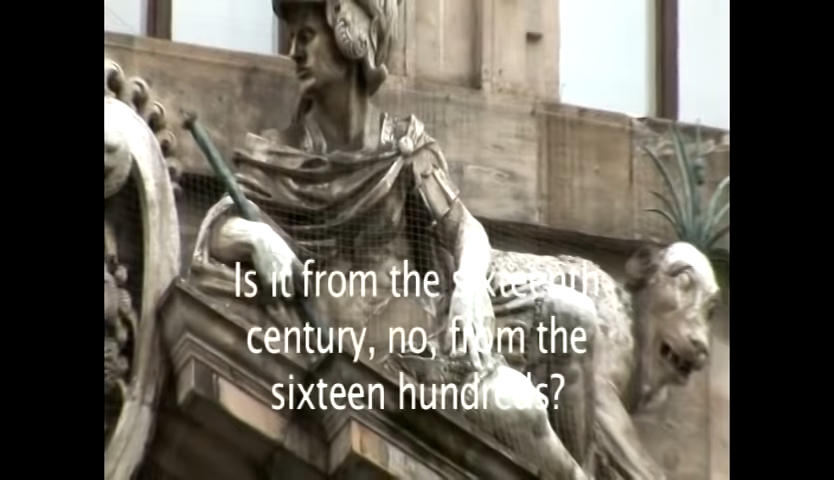 Is it from the sixteenth
century, no, from the
sixteen hundreds?